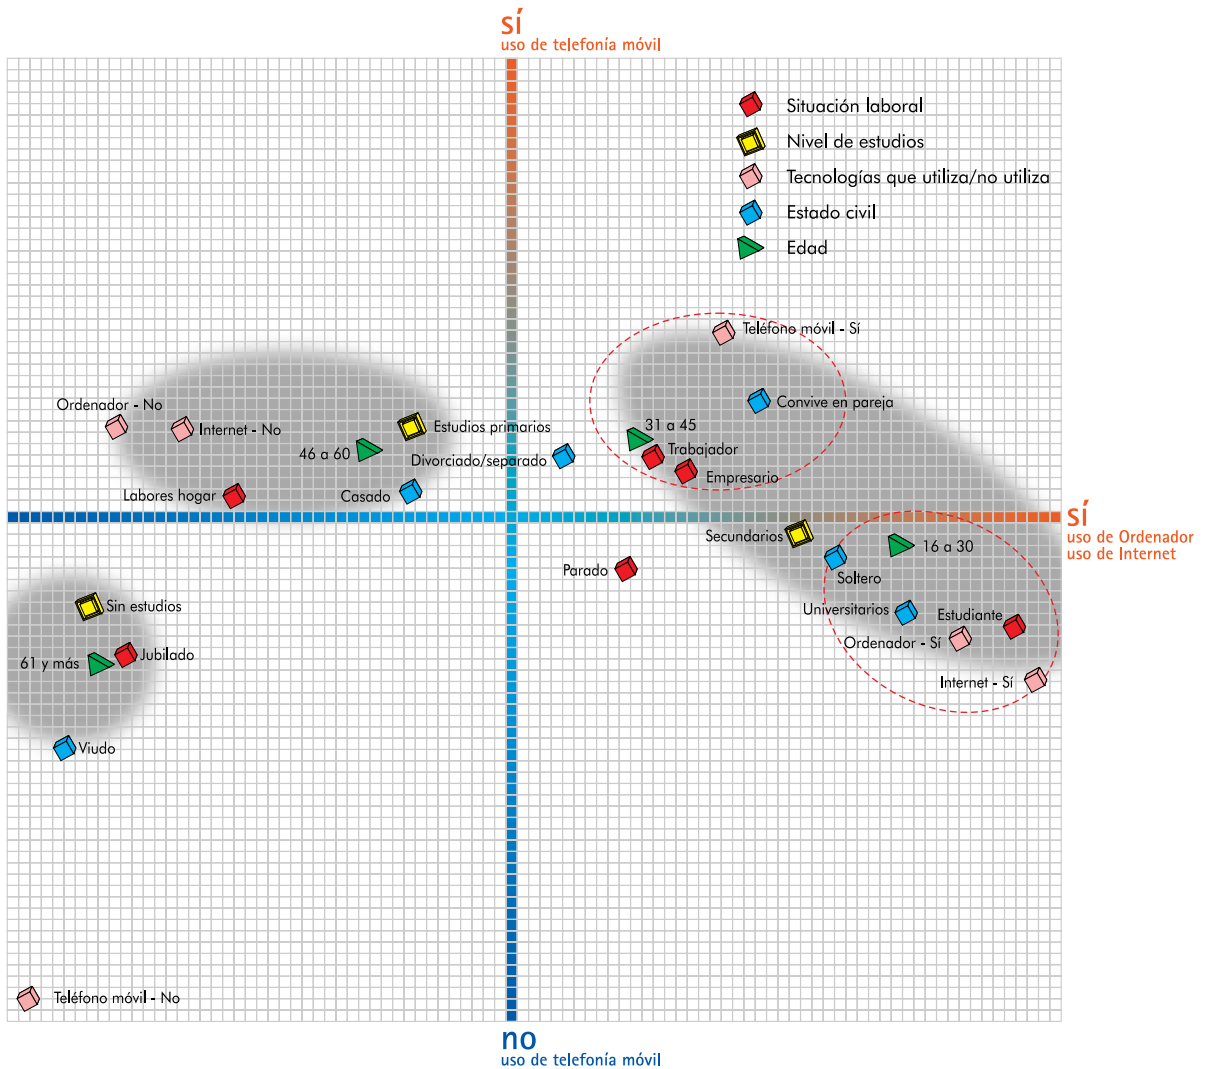 sí
uso de telefonía móvil
Situación laboral
Nivel de estudios
Tecnologías que utiliza/no utiliza
Estado civil
Edad
Teléfono móvil - Sí
Convive en pareja
Ordenador - No
Internet - No
Estudios primarios
31 a 45
46 a 60
Divorciado/separado
Trabajador
Empresario
Labores hogar
Casado
sí
uso de Ordenador
uso de Internet
Secundarios
16 a 30
Parado
Soltero
Sin estudios
Universitarios
Estudiante
Ordenador - Sí
61 y más
Jubilado
Internet - Sí
Viudo
Teléfono móvil - No
no
uso de telefonía móvil